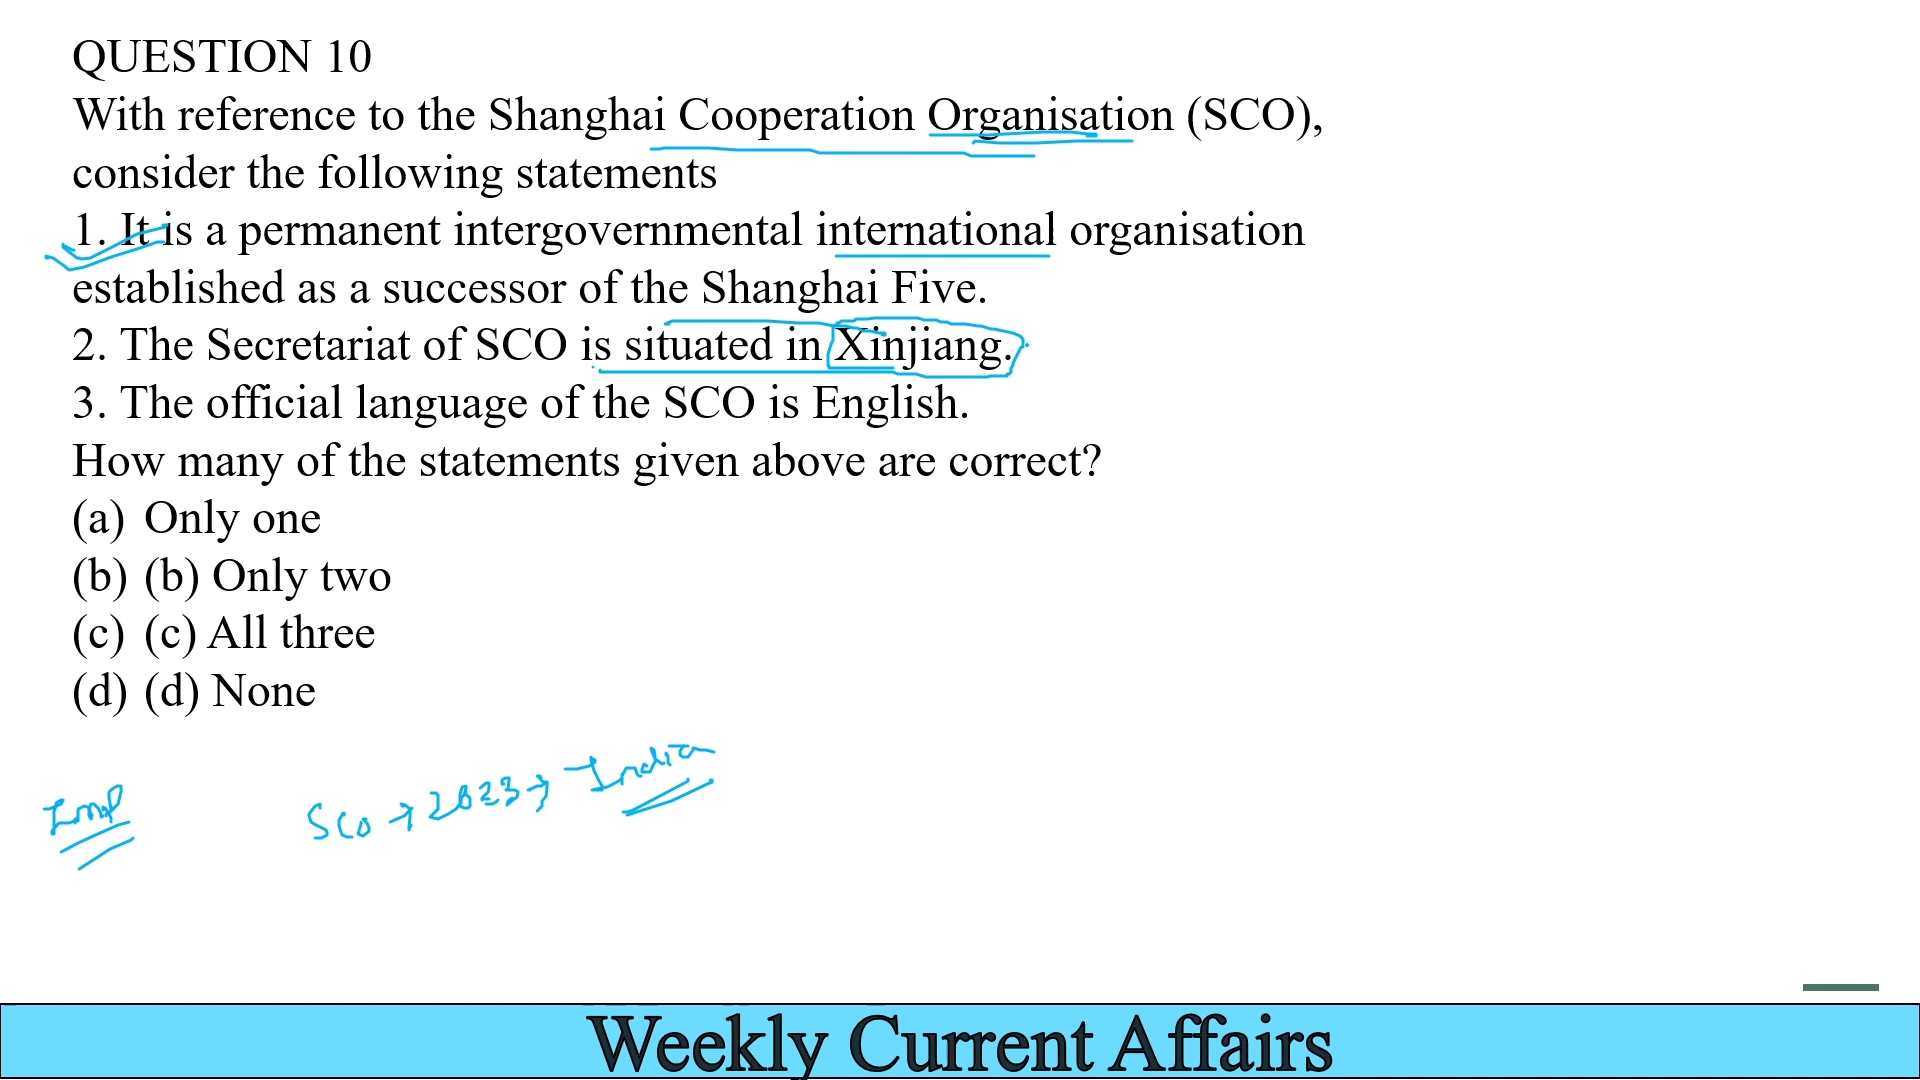 QUESTION 10
With reference to the Shanghai Cooperation Organisation (SCO),
consider the following statements
1. It is a permanent intergovernmental international organisation
established as a successor of the Shanghai Five.
2. The Secretariat of SCO is situated in Xinjiang.
3. The official language of the SCO is English.
How many of the statements given above are correct?
(a) Only one
(b) (b) Only two
(c) (c) All three
(d) (d) None
Imp SCO → 2023 → India
Weekly Current Affairs